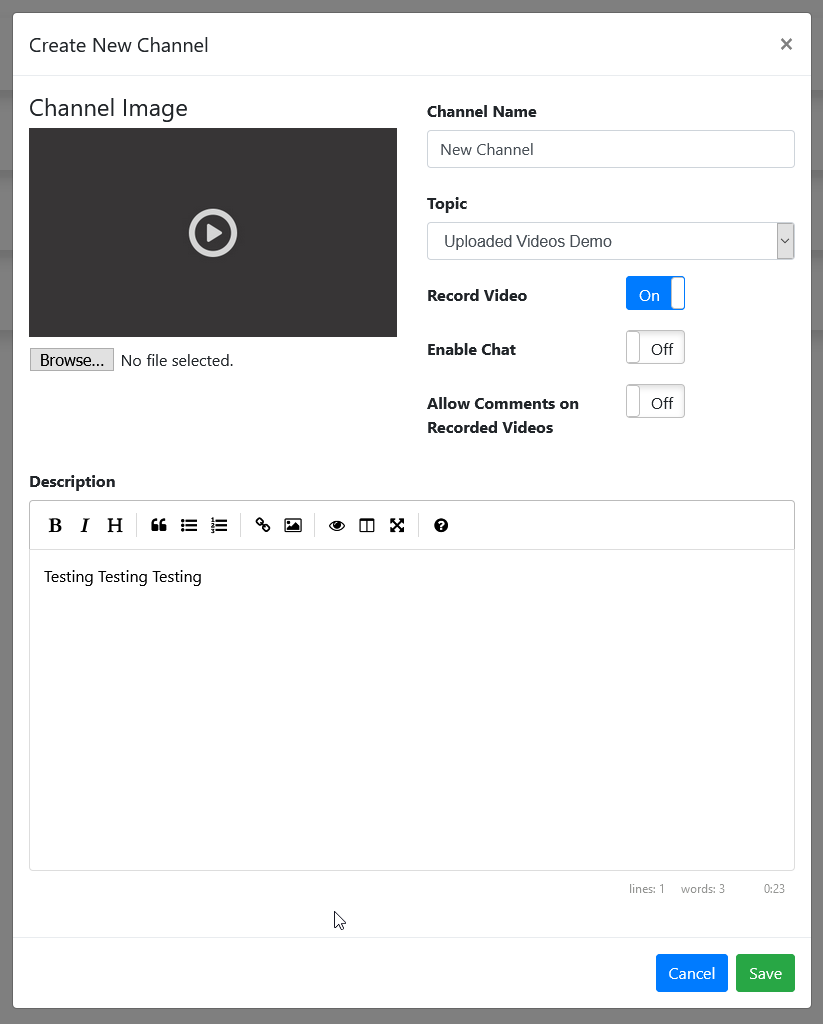 Create New Channel
×
Channel Image
Browse... No file selected.
Channel Name
New Channel
Topic
Uploaded Videos Demo
Record Video On
Enable Chat Off
Allow Comments on Off
Recorded Videos
Description
B I H
Testing Testing Testing
lines: 1 words: 3 0:23
Cancel Save